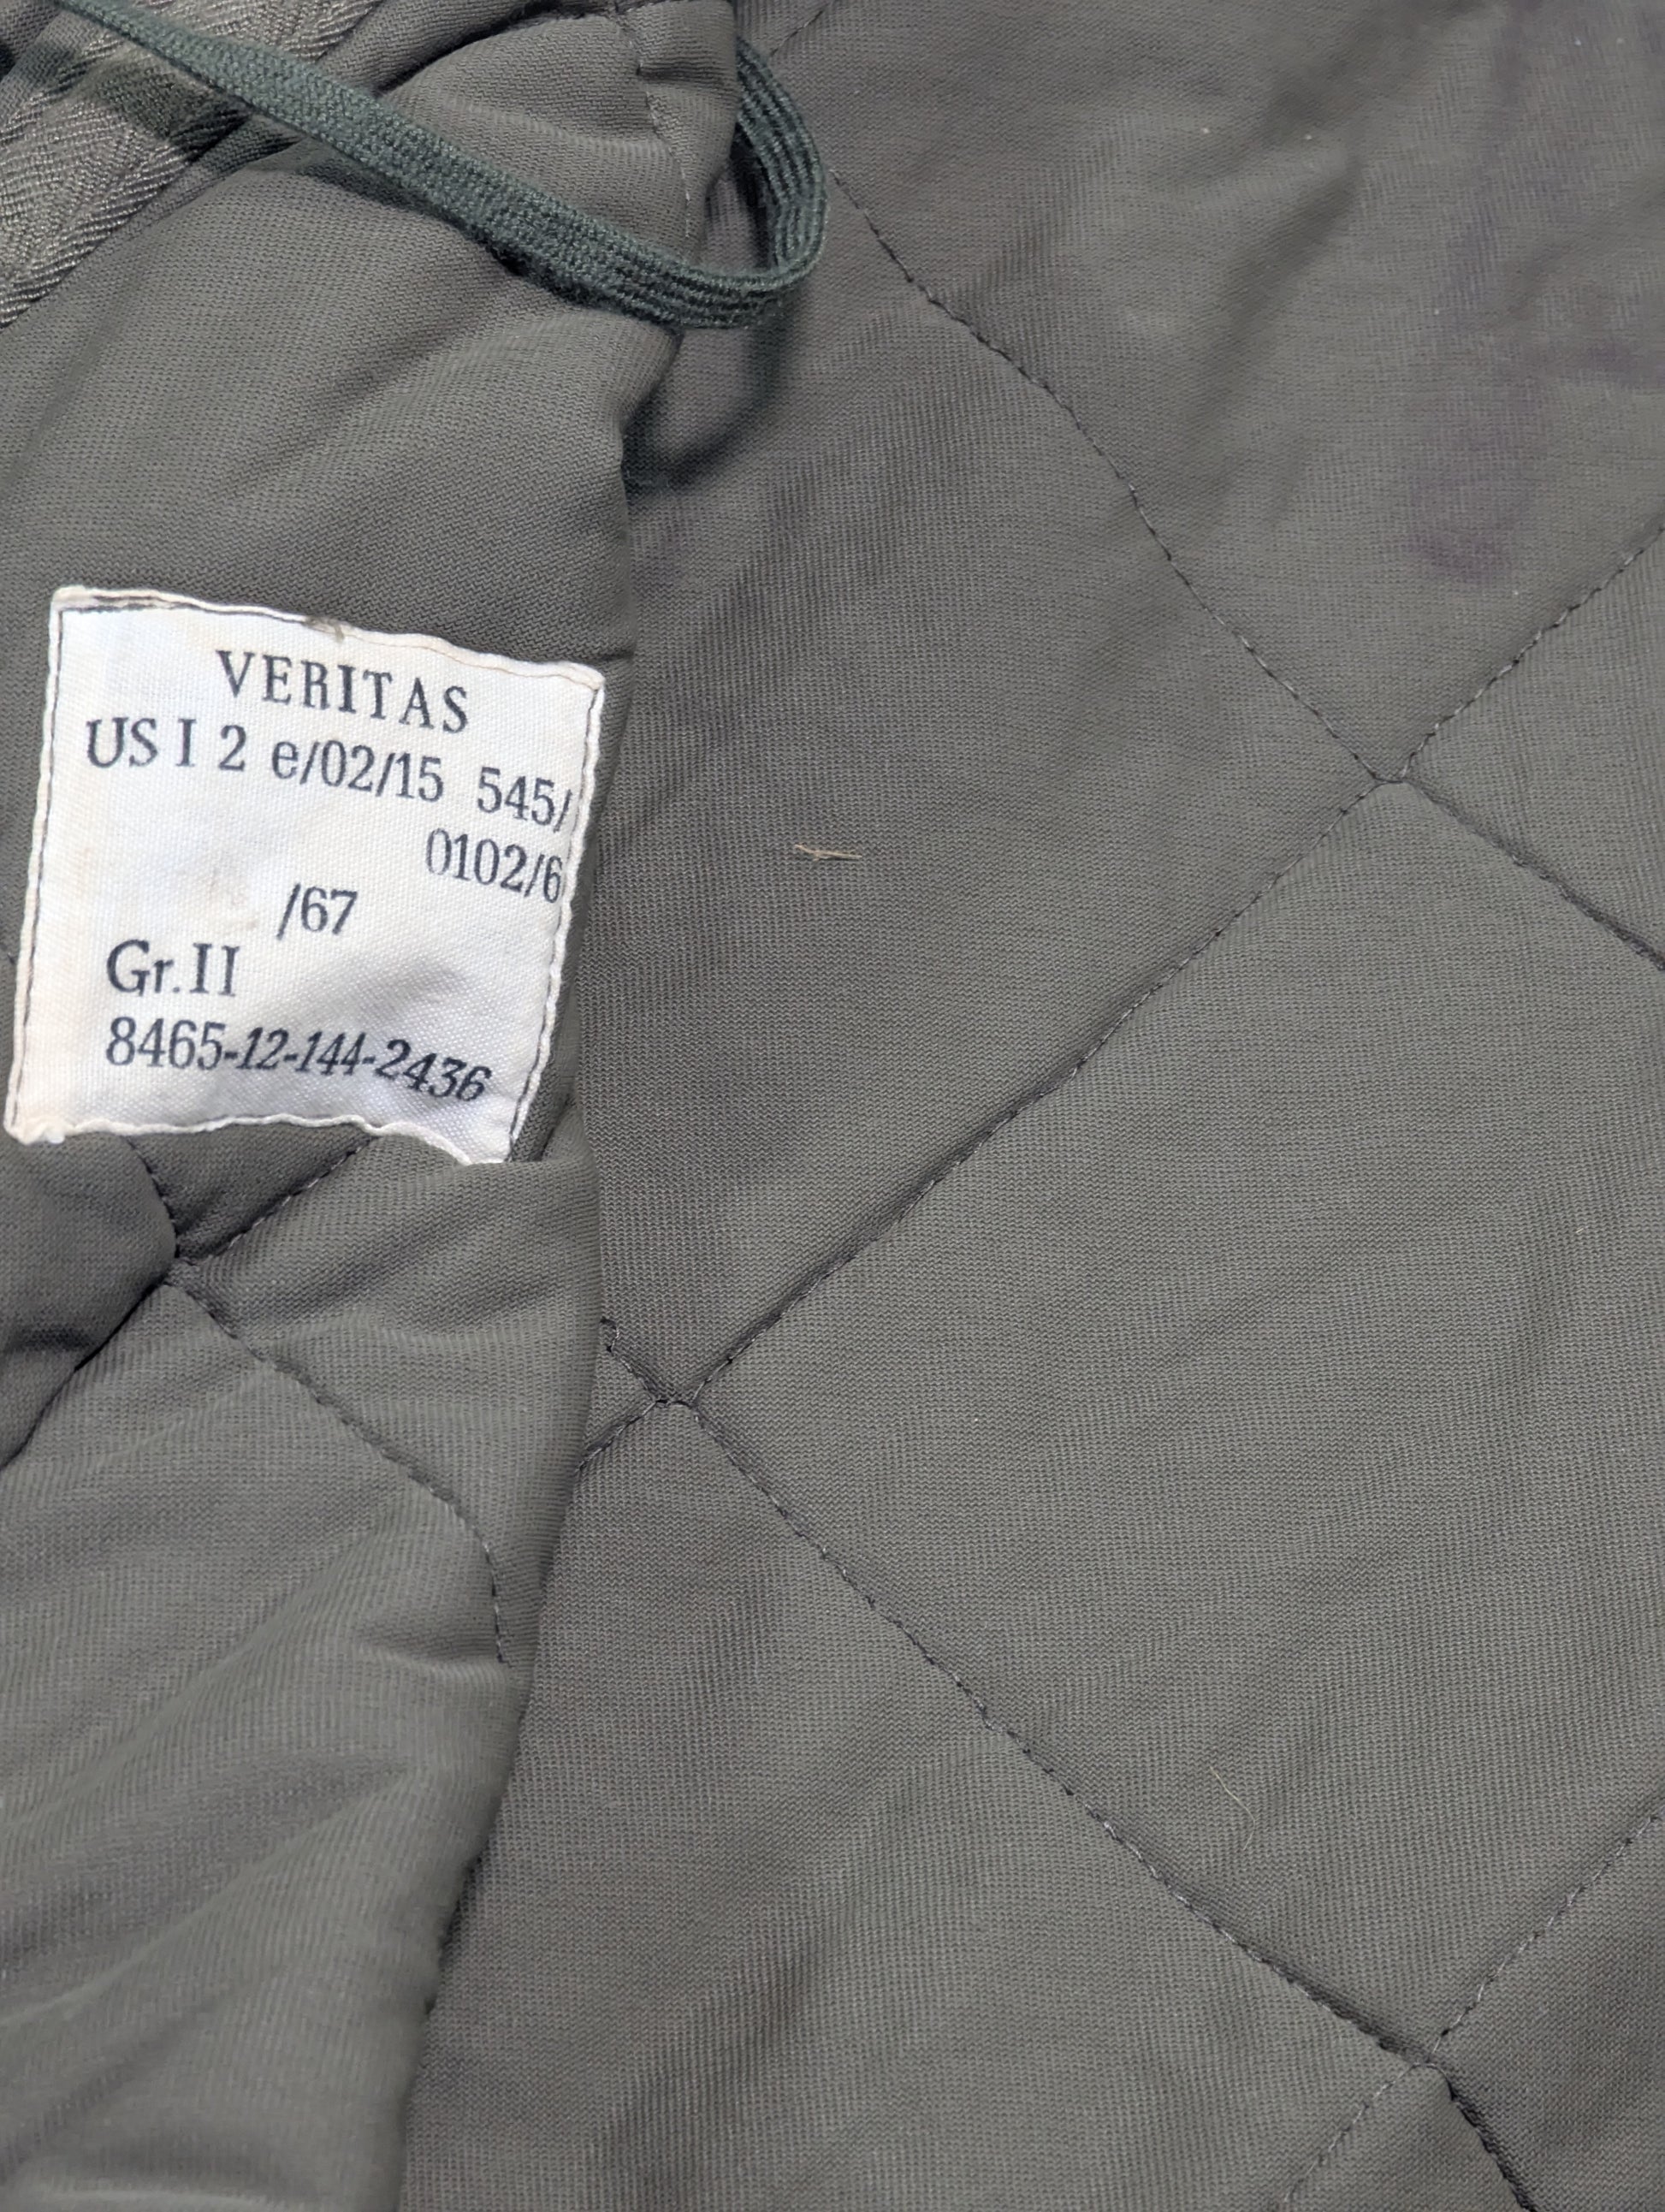 VERITAS
US I 2 e/02/15 545/
0102/6
/67
Gr.II
8465-12-144-2436